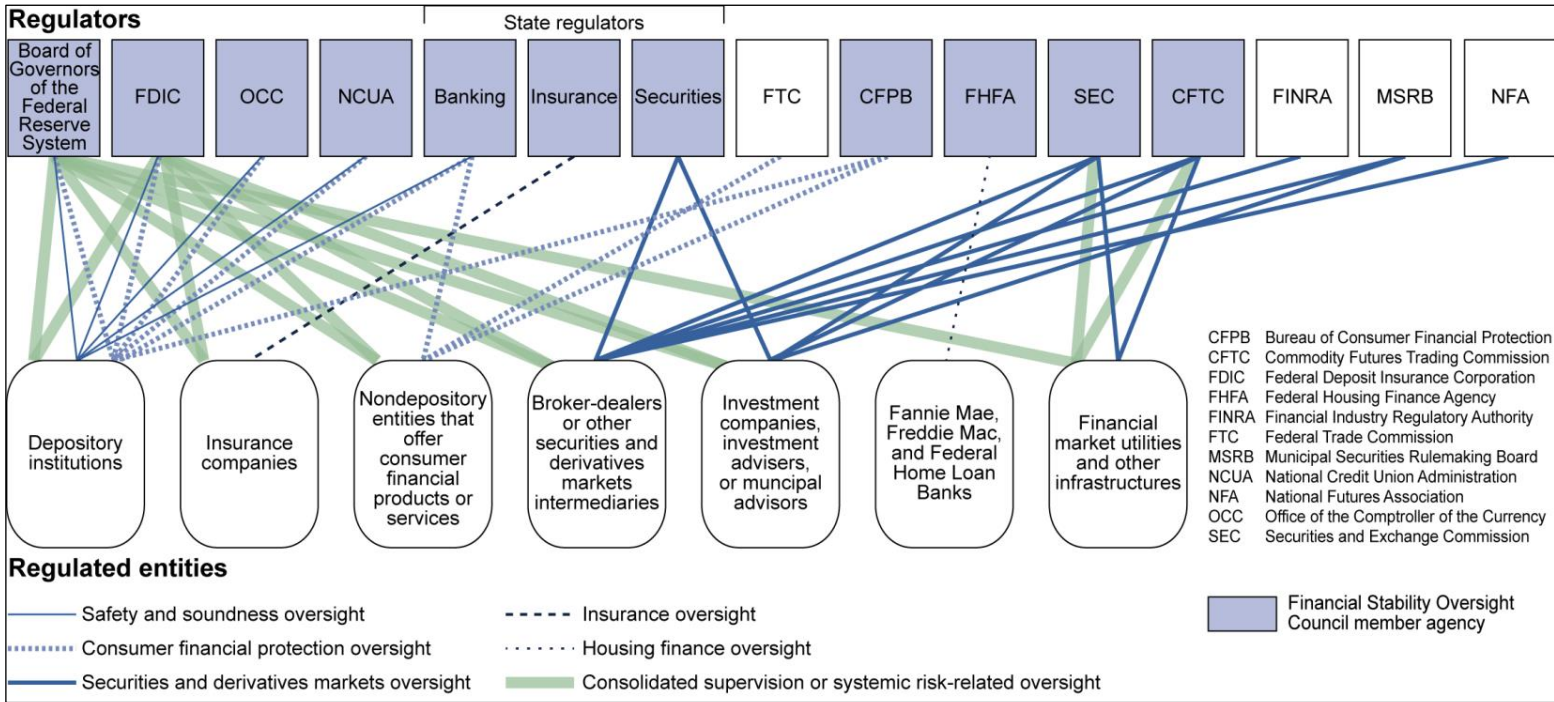 Regulators
State regulators
Board of
Governors
of the
Federal
Reserve
System
FDIC
OCC
NCUA
Banking
Insurance
Securities
FTC
CFPB
FHFA
SEC
CFTC
FINRA
MSRB
NFA
Depository
institutions
Insurance
companies
Nondepository
entities that
offer
consumer
financial
products or
services
Broker-dealers
or other
securities and
derivatives
markets
intermediaries
Investment
companies,
investment
advisers,
or muncipal
advisors
Fannie Mae,
Freddie Mac,
and Federal
Home Loan
Banks
Financial
market utilities
and other
infrastructures
CFPB Bureau of Consumer Financial Protection
CFTC Commodity Futures Trading Commission
FDIC Federal Deposit Insurance Corporation
FHFA Federal Housing Finance Agency
FINRA Financial Industry Regulatory Authority
FTC Federal Trade Commission
MSRB Municipal Securities Rulemaking Board
NCUA National Credit Union Administration
NFA National Futures Association
OCC Office of the Comptroller of the Currency
SEC Securities and Exchange Commission
Regulated entities
Safety and soundness oversight
Consumer financial protection oversight
Securities and derivatives markets oversight
Insurance oversight
Housing finance oversight
Consolidated supervision or systemic risk-related oversight
Financial Stability Oversight
Council member agency